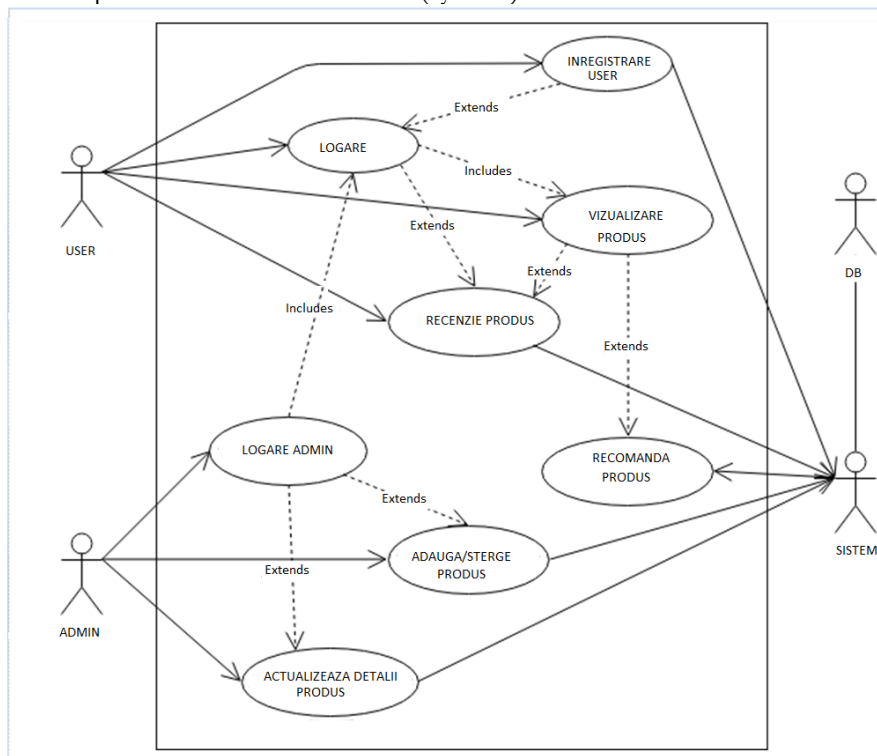 INREGISTRARE
USER
Extends
LOGARE
Includes
USER
VIZUALIZARE
PRODUS
Extends
Extends
DB
Includes
RECENZIE PRODUS
Extends
LOGARE ADMIN
RECOMANDA
PRODUS
Extends
ADAUGA/STERGE
PRODUS
SISTEM
Extends
ADMIN
ACTUALIZEAZA DETALII
PRODUS